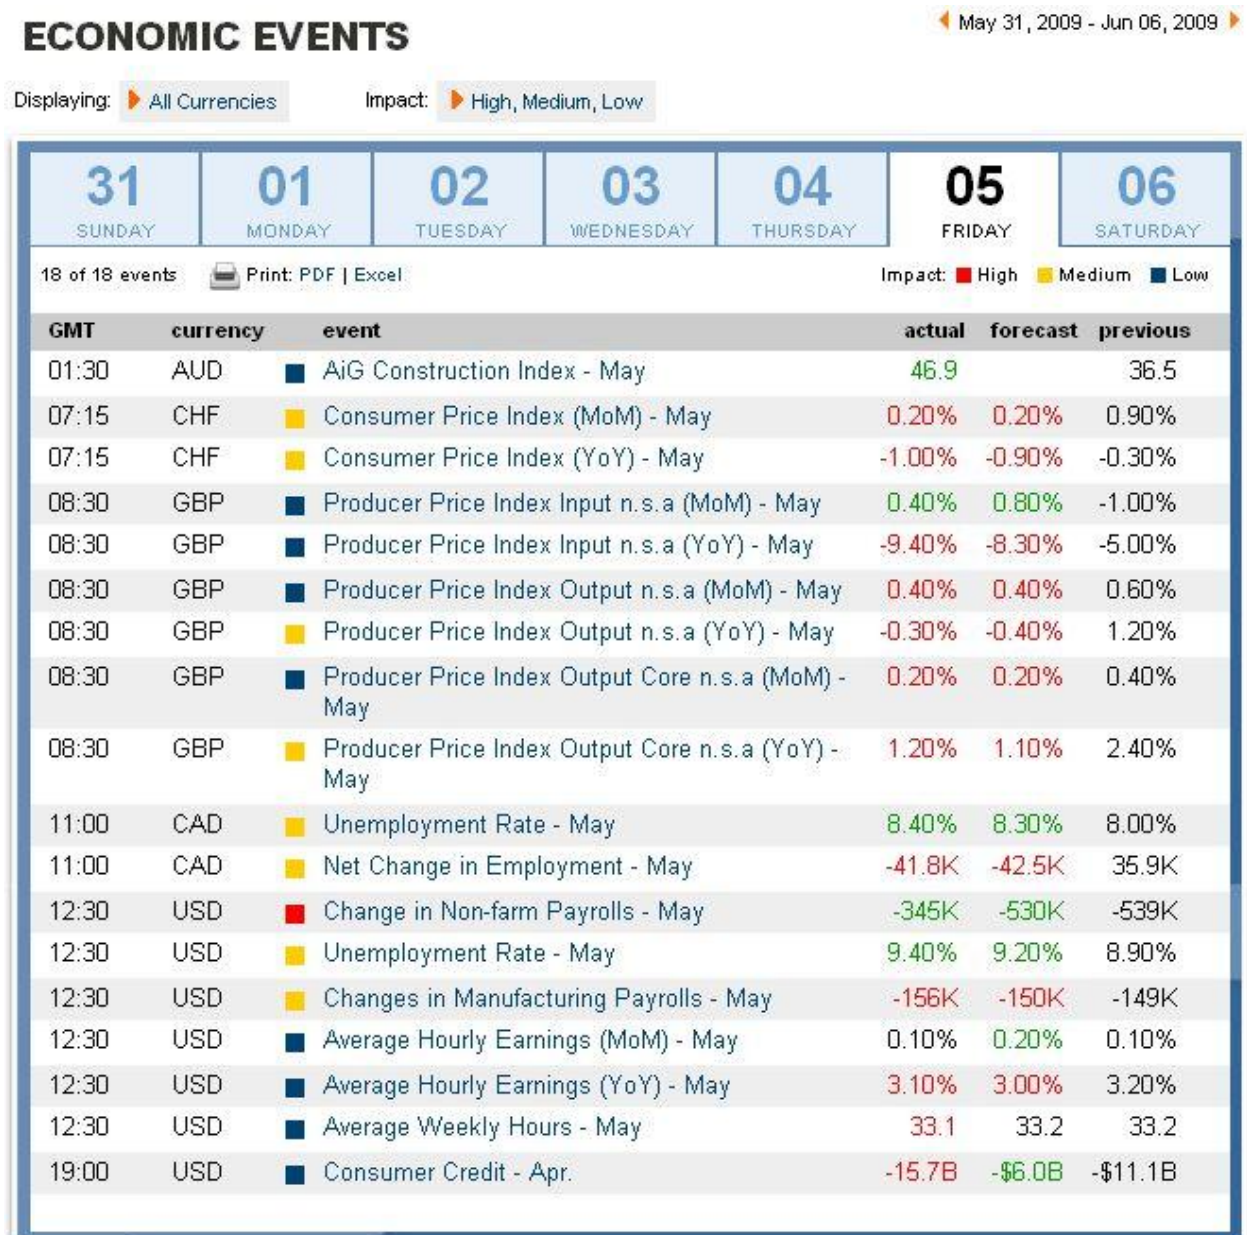 ECONOMIC EVENTS
May 31, 2009 - Jun 06, 2009
Displaying: All Currencies Impact: High, Medium, Low
31 01 02 03 04 05 06
SUNDAY MONDAY TUESDAY WEDNESDAY THURSDAY FRIDAY SATURDAY
18 of 18 events Print: PDF | Excel Impact: High Medium Low
GMT currency event actual forecast previous
01:30 AUD AiG Construction Index - May 46.9 36.5
07:15 CHF Consumer Price Index (MoM) - May 0.20% 0.20% 0.90%
07:15 CHF Consumer Price Index (YoY) - May -1.00% -0.90% -0.30%
08:30 GBP Producer Price Index Input n.s.a (MoM) - May 0.40% 0.80% -1.00%
08:30 GBP Producer Price Index Input n.s.a (YoY) - May -9.40% -8.30% -5.00%
08:30 GBP Producer Price Index Output n.s.a (MoM) - May 0.40% 0.40% 0.60%
08:30 GBP Producer Price Index Output n.s.a (YoY) - May -0.30% -0.40% 1.20%
08:30 GBP Producer Price Index Output Core n.s.a (MoM) - 0.20% 0.20% 0.40%
May
08:30 GBP Producer Price Index Output Core n.s.a (YoY) - 1.20% 1.10% 2.40%
May
11:00 CAD Unemployment Rate - May 8.40% 8.30% 8.00%
11:00 CAD Net Change in Employment - May -41.8K -42.5K 35.9K
12:30 USD Change in Non-farm Payrolls - May -345K -530K -539K
12:30 USD Unemployment Rate - May 9.40% 9.20% 8.90%
12:30 USD Changes in Manufacturing Payrolls - May -156K -150K -149K
12:30 USD Average Hourly Earnings (MoM) - May 0.10% 0.20% 0.10%
12:30 USD Average Hourly Earnings (YoY) - May 3.10% 3.00% 3.20%
12:30 USD Average Weekly Hours - May 33.1 33.2 33.2
19:00 USD Consumer Credit - Apr. -15.7B -$6.0B -$11.1B